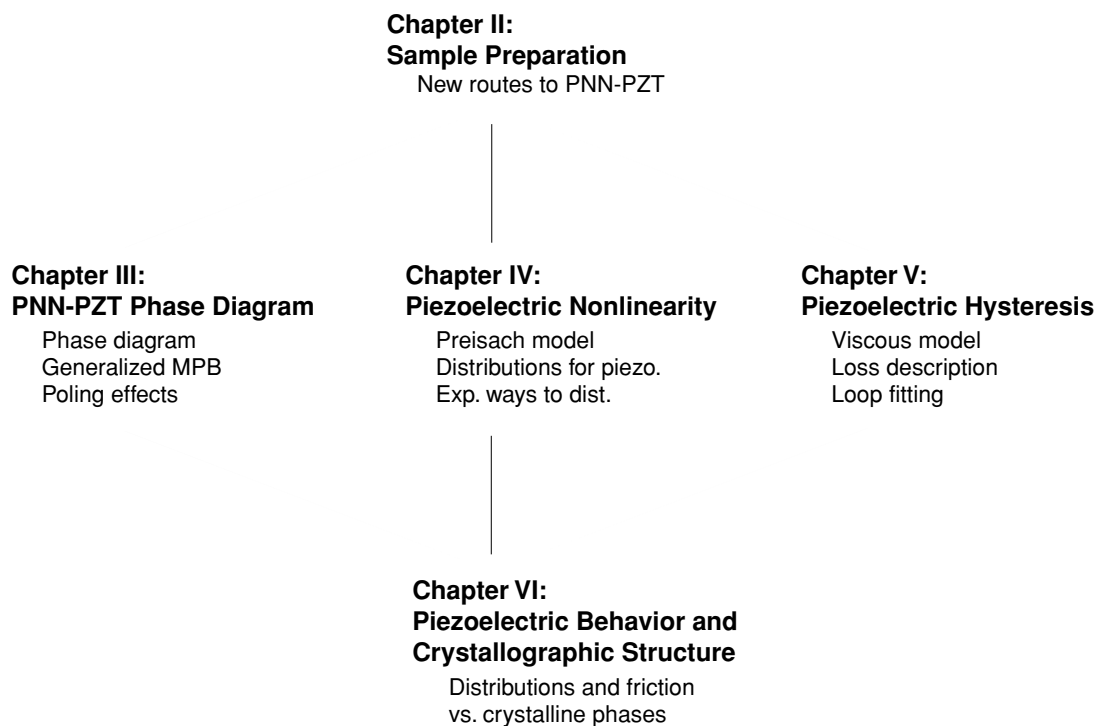 Chapter II:
Sample Preparation
New routes to PNN-PZT
Chapter III:
PNN-PZT Phase Diagram
Phase diagram
Generalized MPB
Poling effects
Chapter IV:
Piezoelectric Nonlinearity
Preisach model
Distributions for piezo.
Exp. ways to dist.
Chapter V:
Piezoelectric Hysteresis
Viscous model
Loss description
Loop fitting
Chapter VI:
Piezoelectric Behavior and
Crystallographic Structure
Distributions and friction
vs. crystalline phases